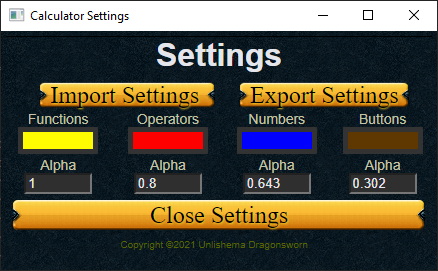 Calculator Settings
Settings
Import Settings Export Settings
Functions Operators Numbers Buttons
Alpha Alpha Alpha Alpha
1 0.8 0.643 0.302
Close Settings
Copyright ©2021 Unlishema Dragonsworn